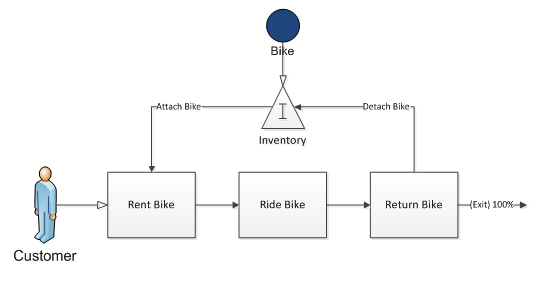 Bike
Attach Bike
I
Detach Bike
Inventory
Rent Bike
Ride Bike
Return Bike
(Exit) 100%
Customer